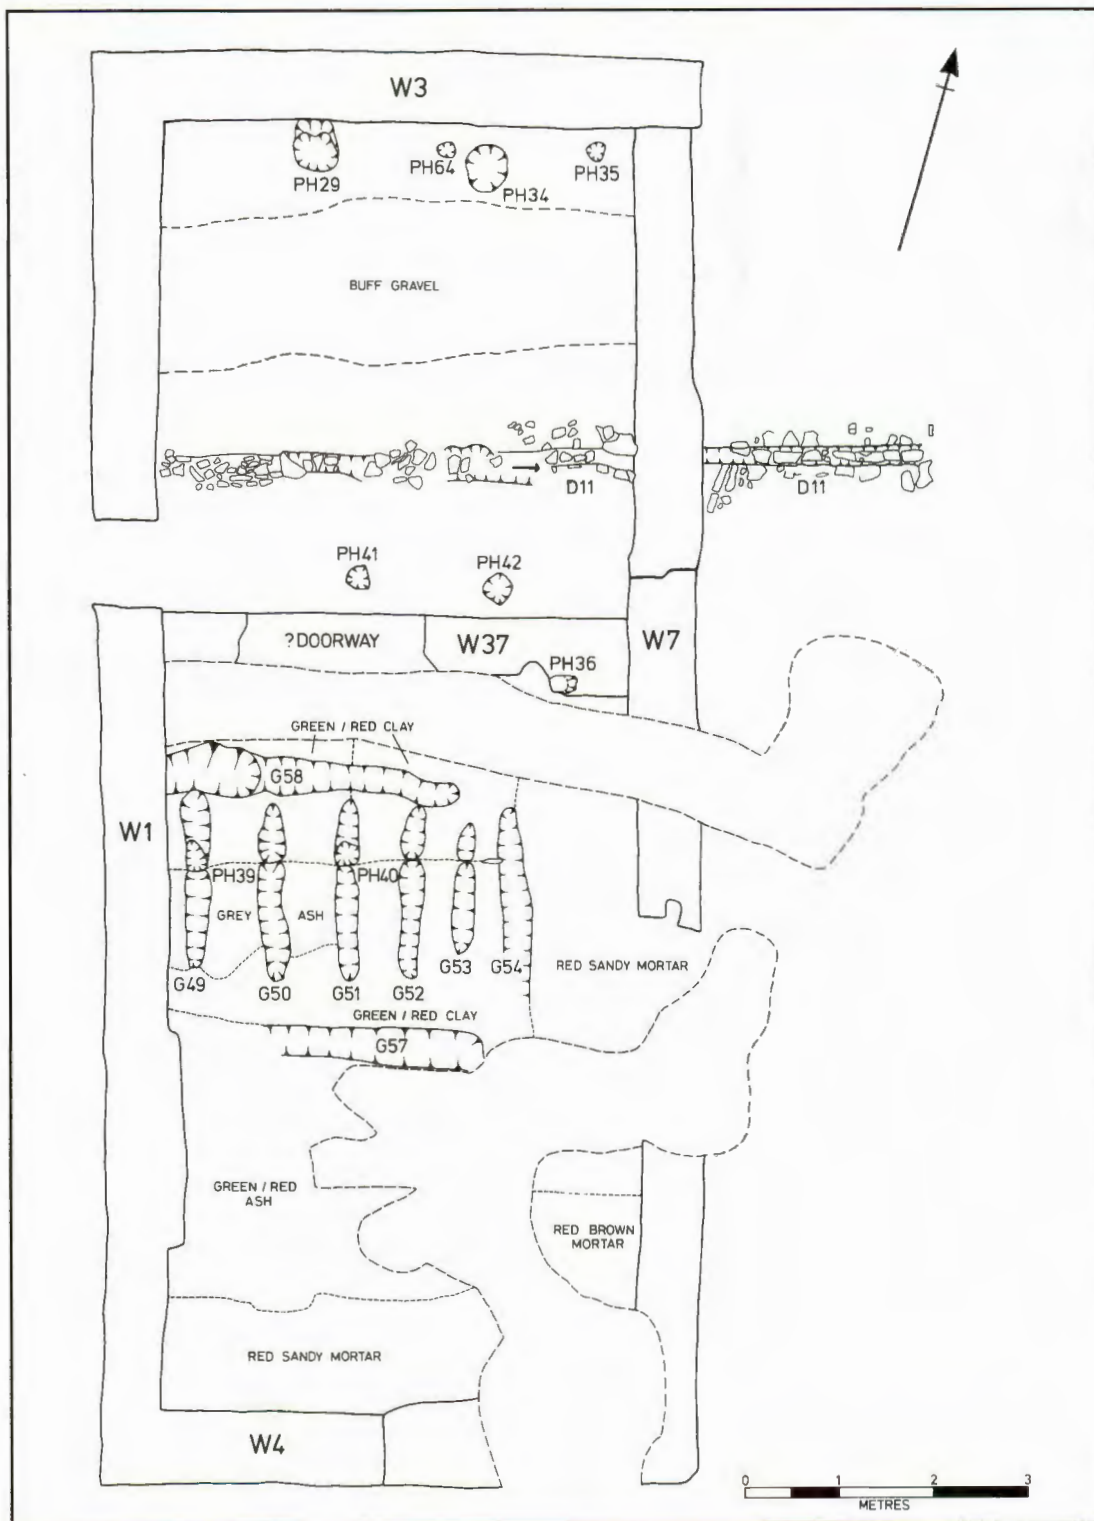 W3
PH29
PH64
PH34
PH35
BUFF GRAVEL
D11
D11
PH41
PH42
?DOORWAY
W37
W7
PH36
GREEN / RED CLAY
G58
W1
PH39
PH40
GREY
ASH
G49
G50
G51
G52
G53
G54
RED SANDY MORTAR
GREEN / RED CLAY
G57
GREEN / RED
ASH
RED BROWN
MORTAR
RED SANDY MORTAR
W4
0 1 2 3
METRES